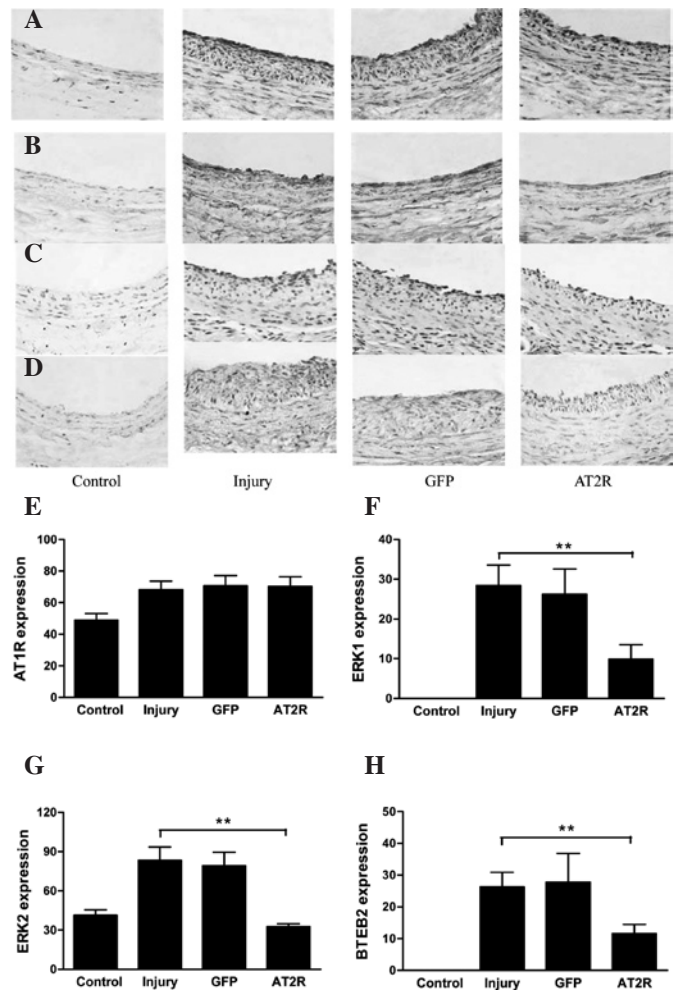 A
B
C
D
Control Injury GFP AT2R
E
AT1R expression
100
80
60
40
20
0
Control Injury GFP AT2R
F
ERK1 expression
40
30
20
10
0
**
Control Injury GFP AT2R
G
ERK2 expression
120
90
60
30
0
**
Control Injury GFP AT2R
H
BTEB2 expression
50
40
30
20
10
0
**
Control Injury GFP AT2R